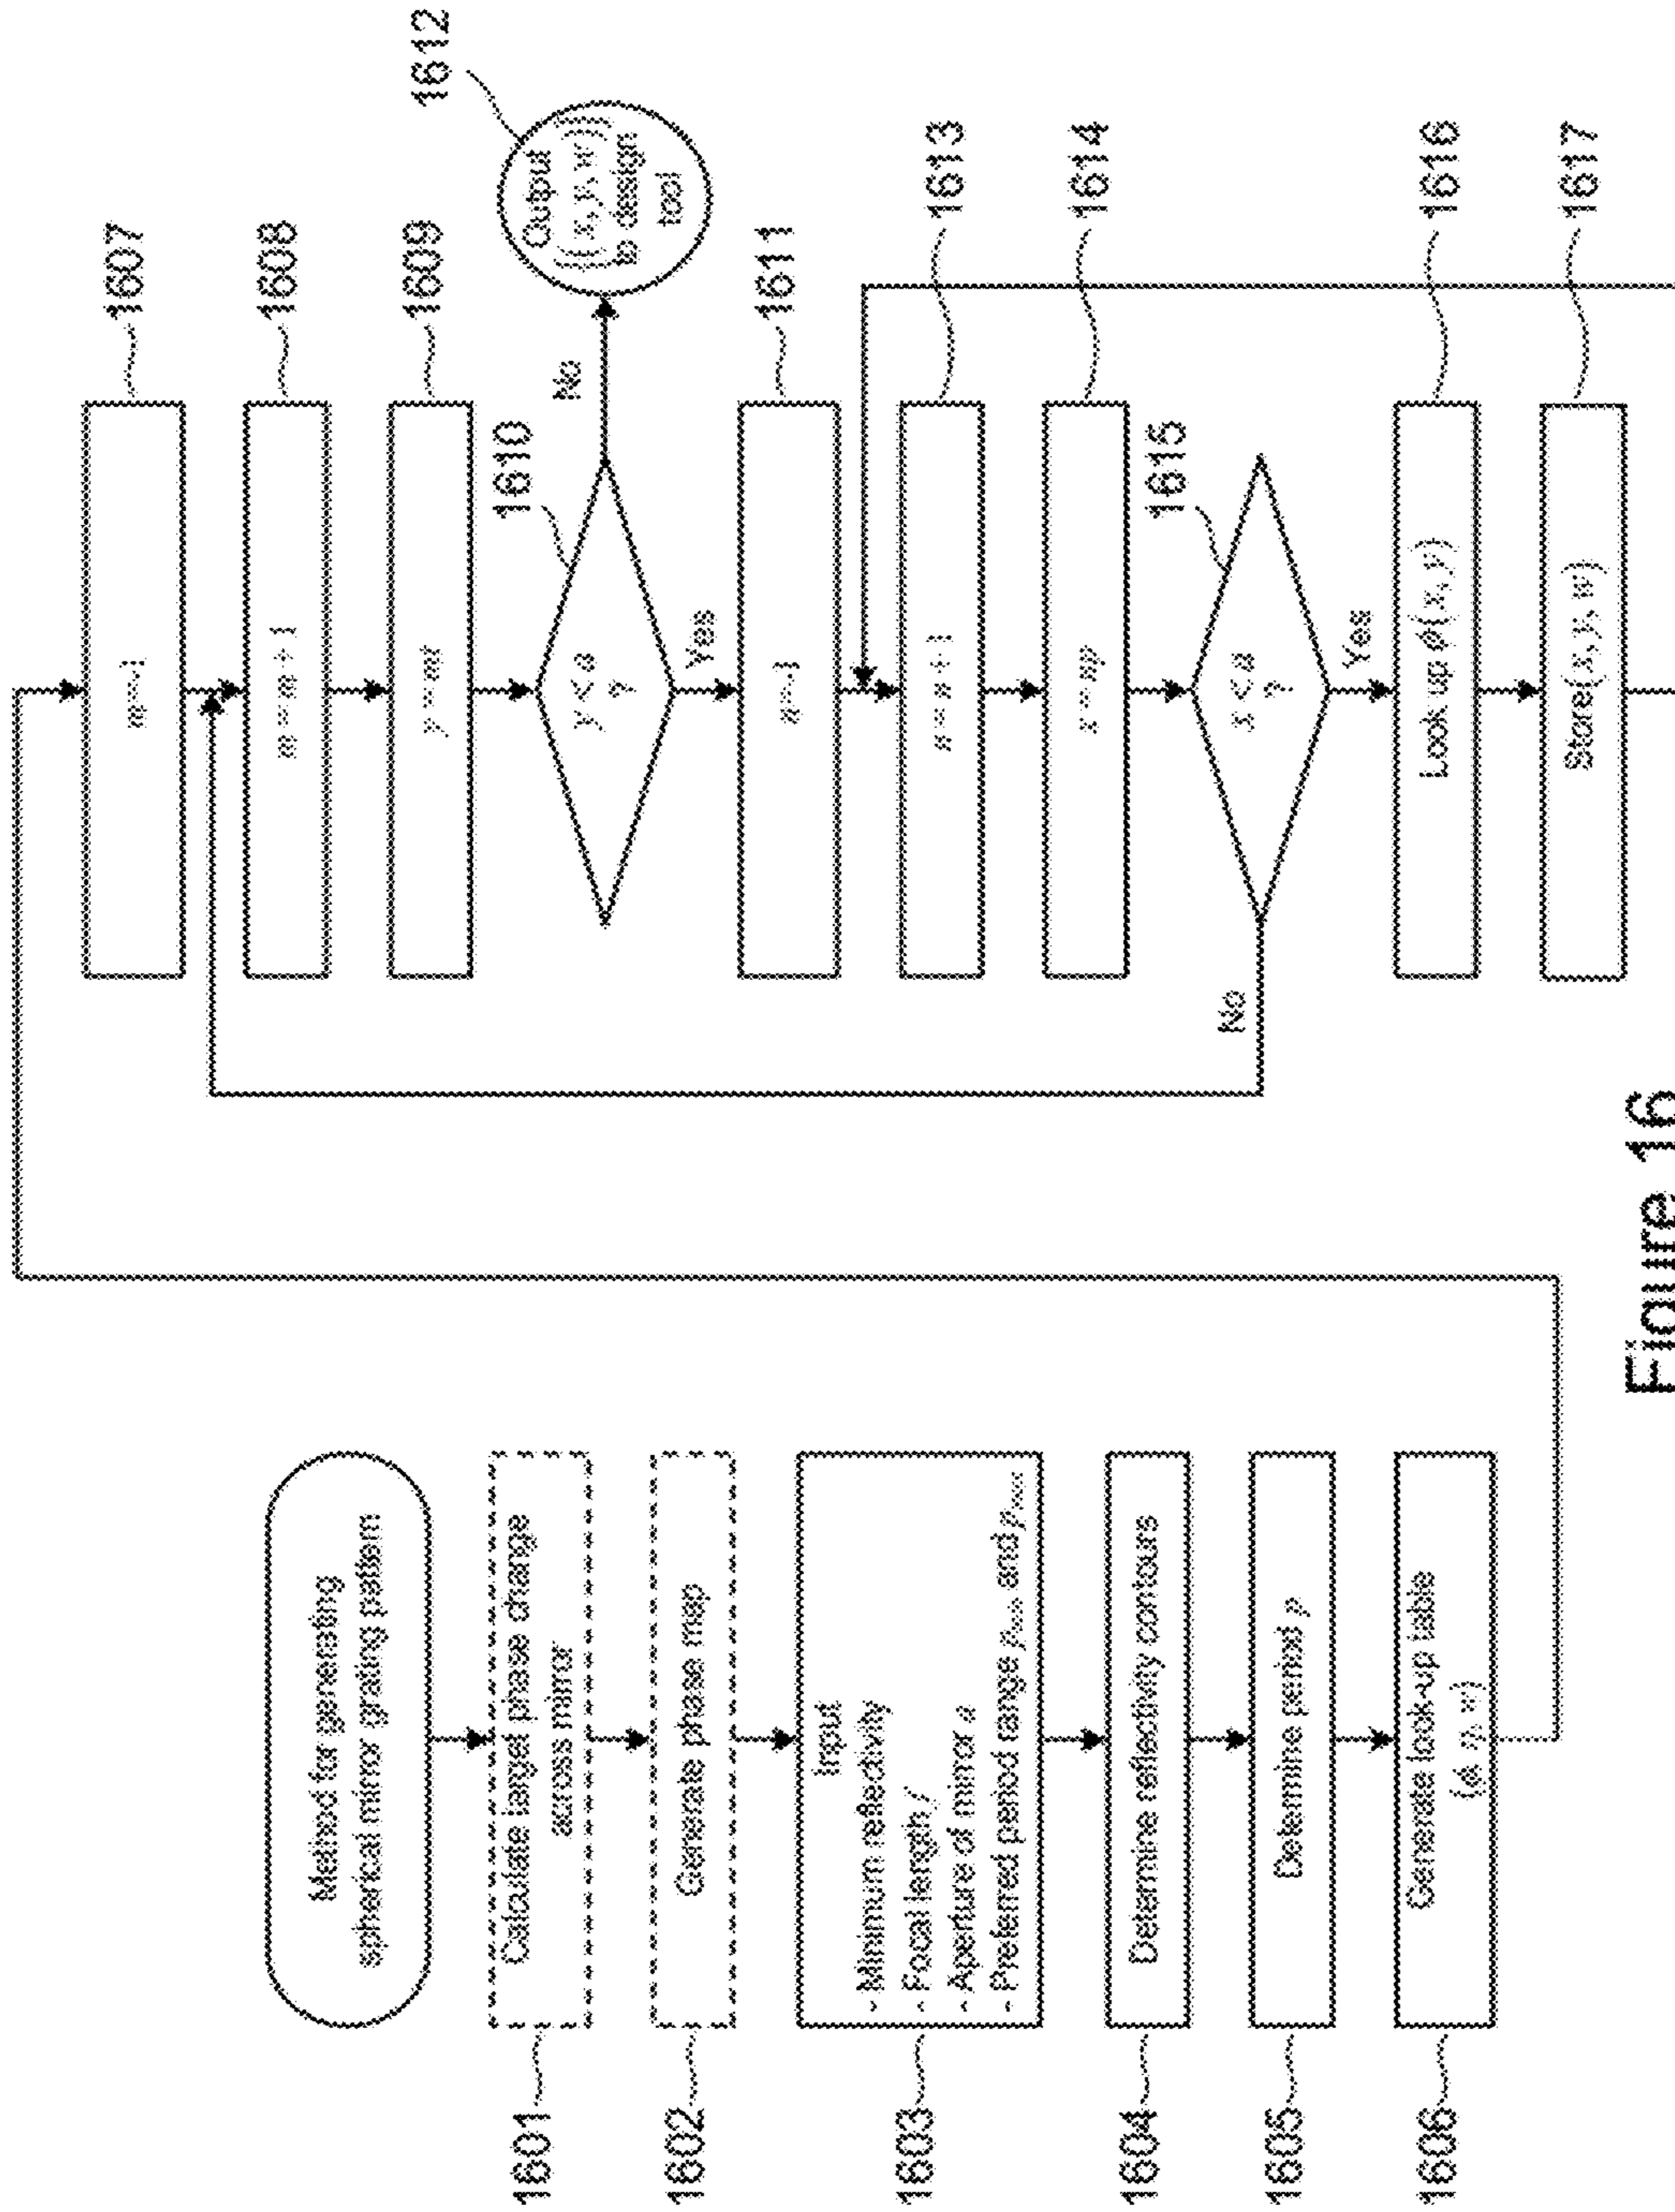 Method for generating
spherical mirror grating pattern
1601
Calculate target phase change
across mirror
1602
Generate phase map
1603
Input
- Minimum reflectivity
- Focal length f
- Aperture of mirror a
- Preferred period range p and p
1604
Determine reflectivity contours
1605
Determine period p
1606
Generate look-up table
1607
1608
m = m + 1
1609
1610
y < a
?
Yes
No
1612
Output
{(x, y, w)}
to design
tool
1611
1613
n = n + 1
1614
x = np
1615
x < a
?
Yes
No
1616
Look up ϕ(x, y)
1617
Store(x, y, w)
Figure 16